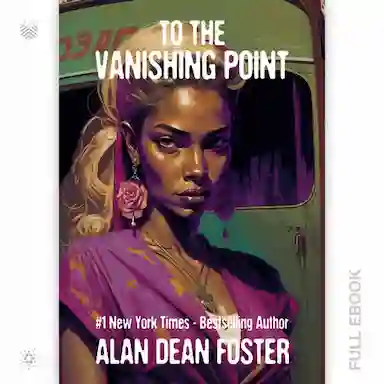 TO THE
VANISHING POINT
#1 New York Times - Bestselling Author
ALAN DEAN FOSTER
FULL EBOOK